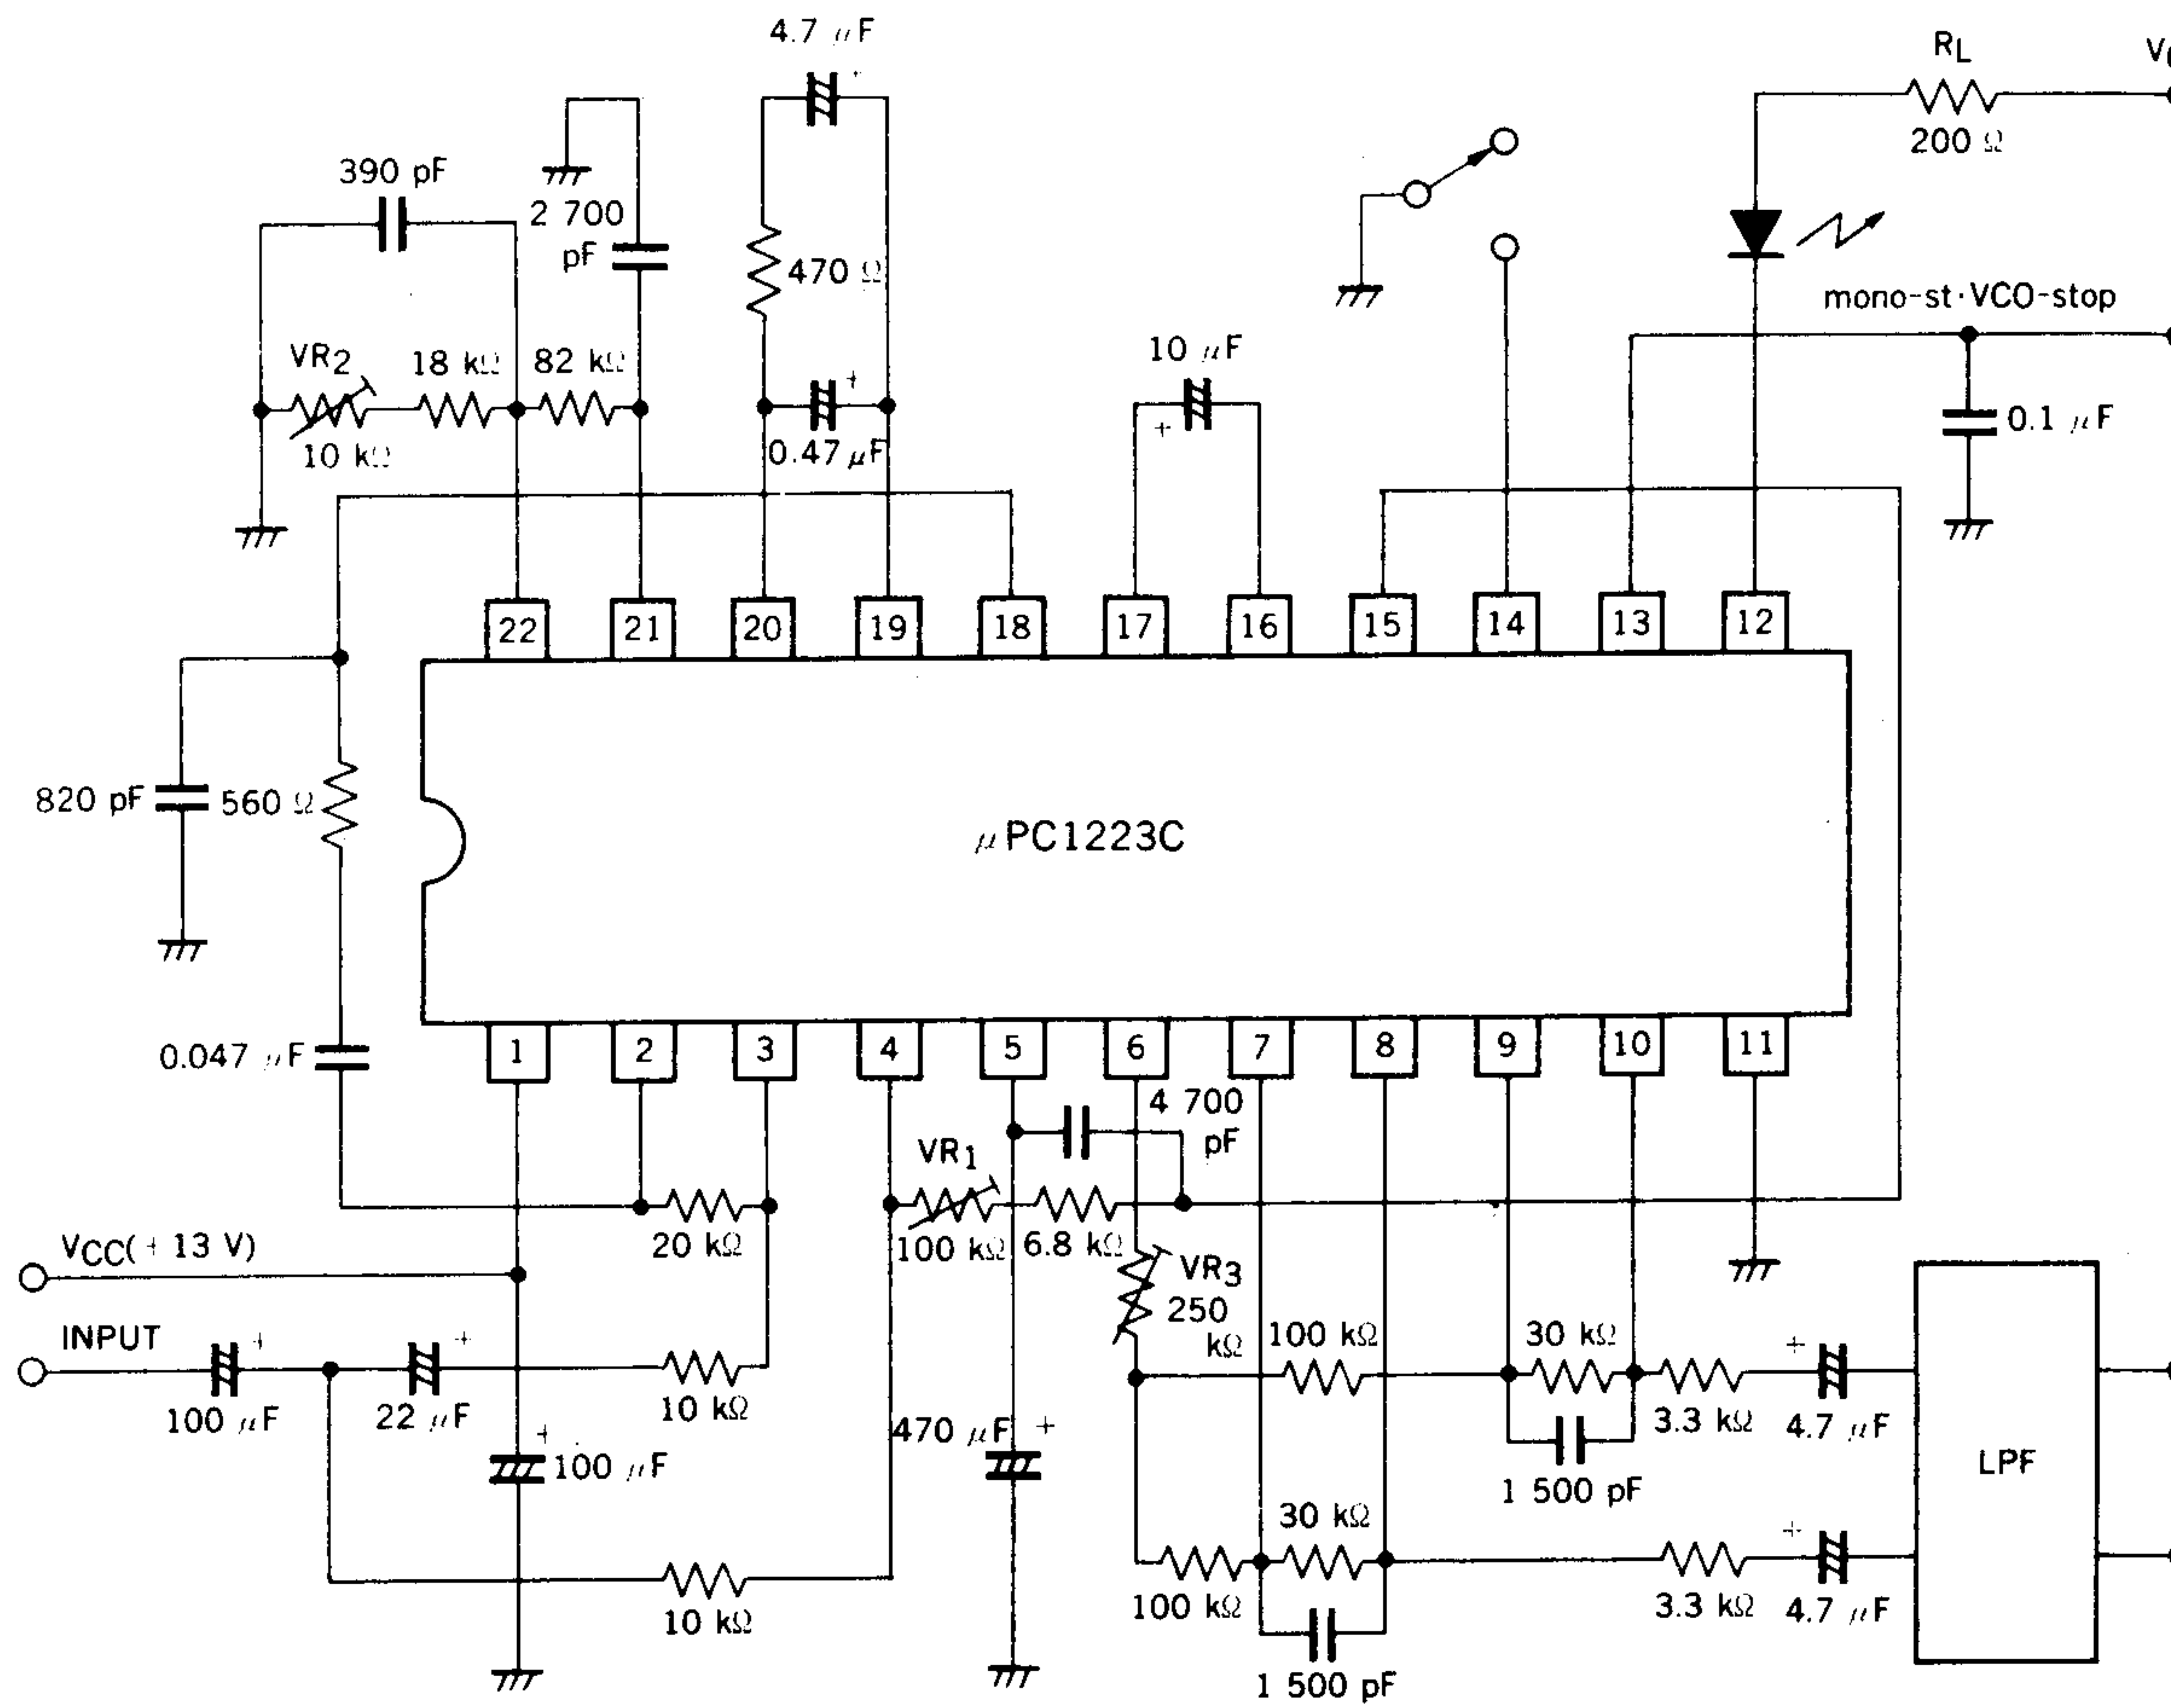 4.7 μF
RL
200 Ω
390 pF
2 700
pF
470 Ω
mono-st·VCO-stop
VR2
18 kΩ
82 kΩ
10 μF
10 kΩ
0.47 μF
0.1 μF
22
21
20
19
18
17
16
15
14
13
12
820 pF
560 Ω
μPC1223C
0.047 μF
1
2
3
4
5
6
7
8
9
10
11
4 700
pF
VR1
20 kΩ
100 kΩ
6.8 kΩ
VCC(+ 13 V)
VR3
250
kΩ
INPUT
100 kΩ
30 kΩ
100 μF
22 μF
10 kΩ
3.3 kΩ
4.7 μF
470 μF
100 μF
LPF
1 500 pF
30 kΩ
10 kΩ
100 kΩ
3.3 kΩ
4.7 μF
1 500 pF